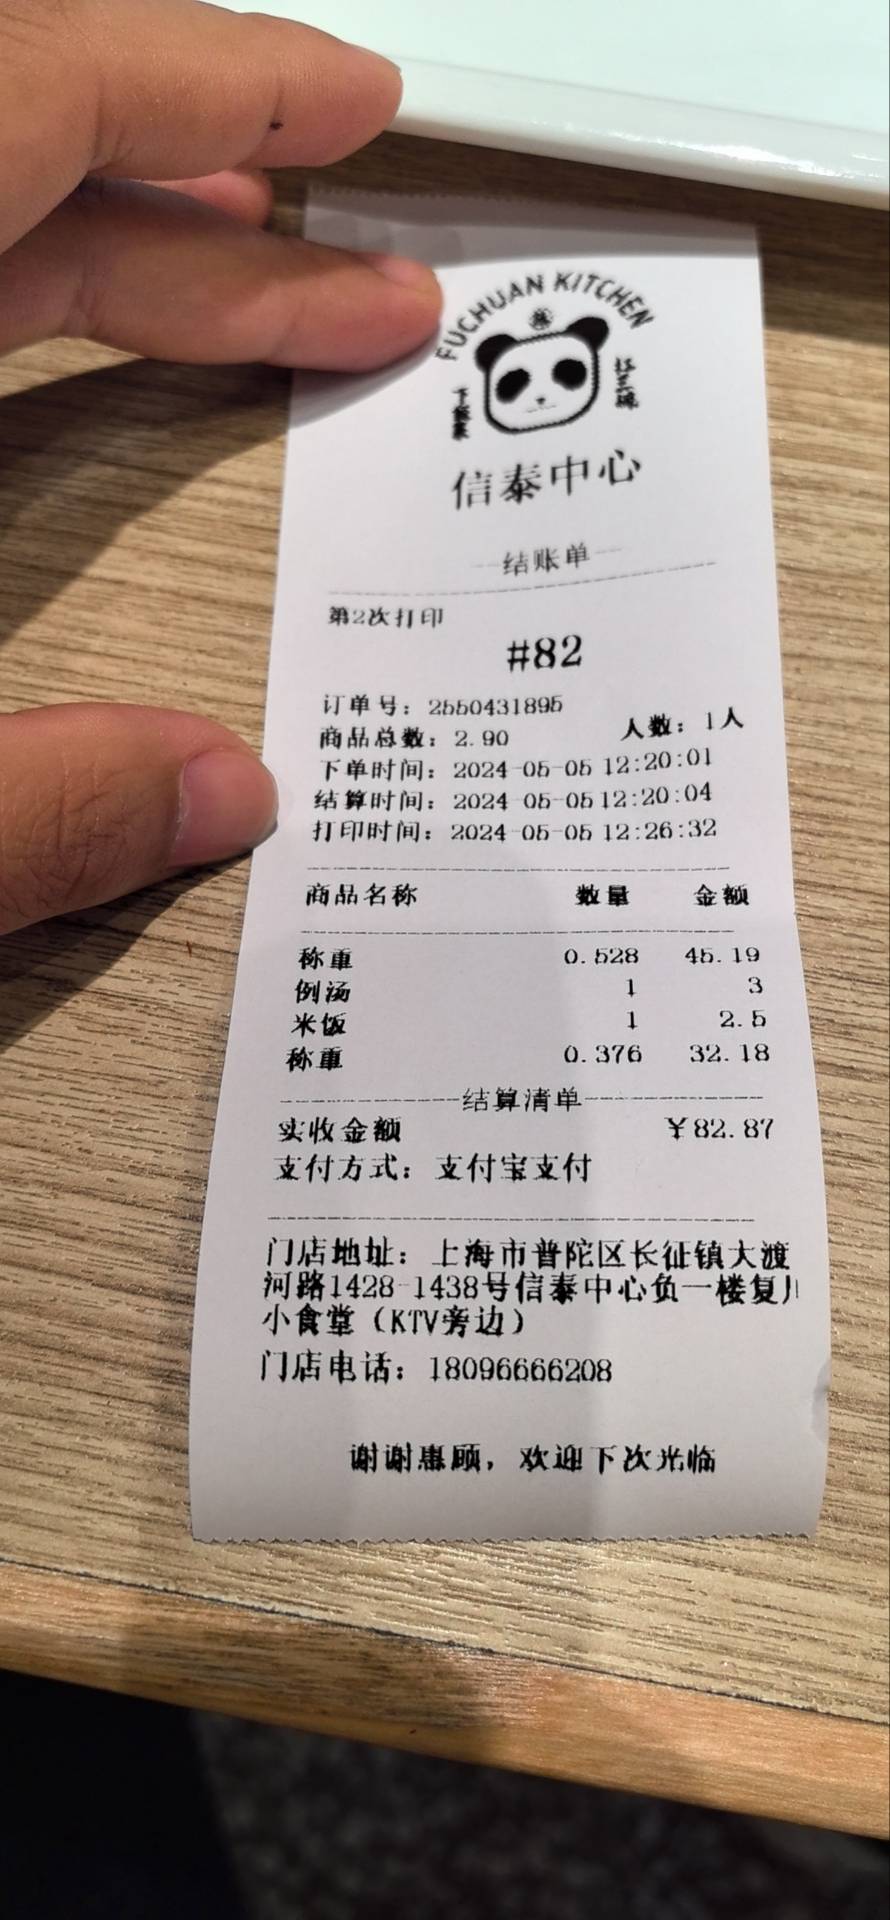 FUCHUAN KITCHEN
下饭菜
信泰中心
结账单
第2次打印
#82
订单号：2550431895
商品总数：2.90 人数：1人
下单时间：2024-05-05 12:20:01
结算时间：2024-05-05 12:20:04
打印时间：2024-05-05 12:26:32
商品名称 数量 金额
称重 0.528 45.19
例汤 1 3
米饭 1 2.5
称重 0.376 32.18
结算清单
实收金额 ￥82.87
支付方式：支付宝支付
门店地址：上海市普陀区长征镇大渡
河路1428-1438号信泰中心负一楼复川
小食堂（KTV旁边）
门店电话：18096666208
谢谢惠顾，欢迎下次光临